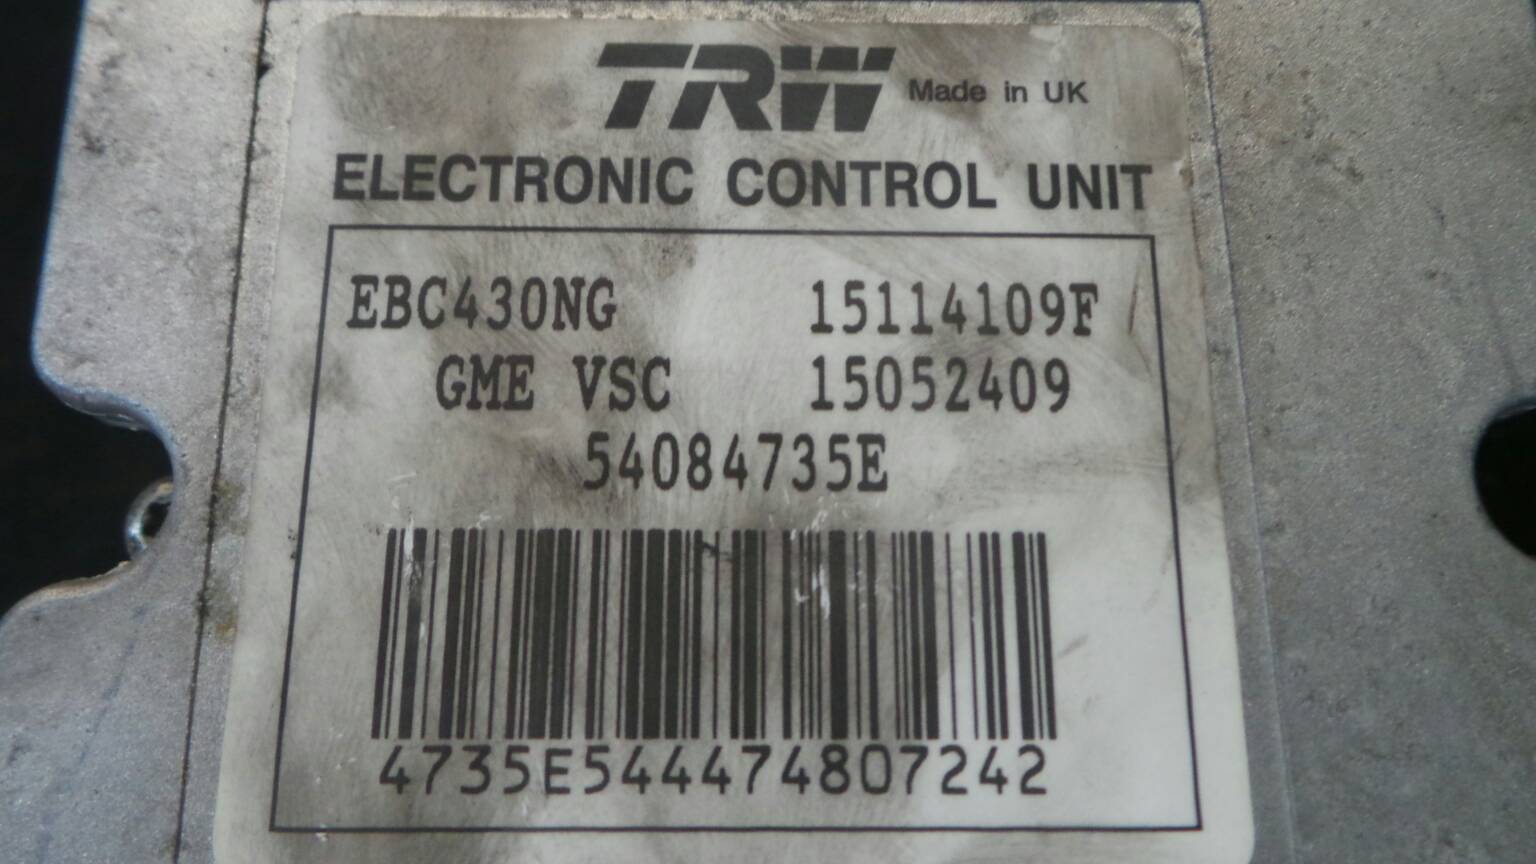 TRW Made in UK
ELECTRONIC CONTROL UNIT
EBC430NG 15114109F
GME VSC 15052409
54084735E
4735E544474807242